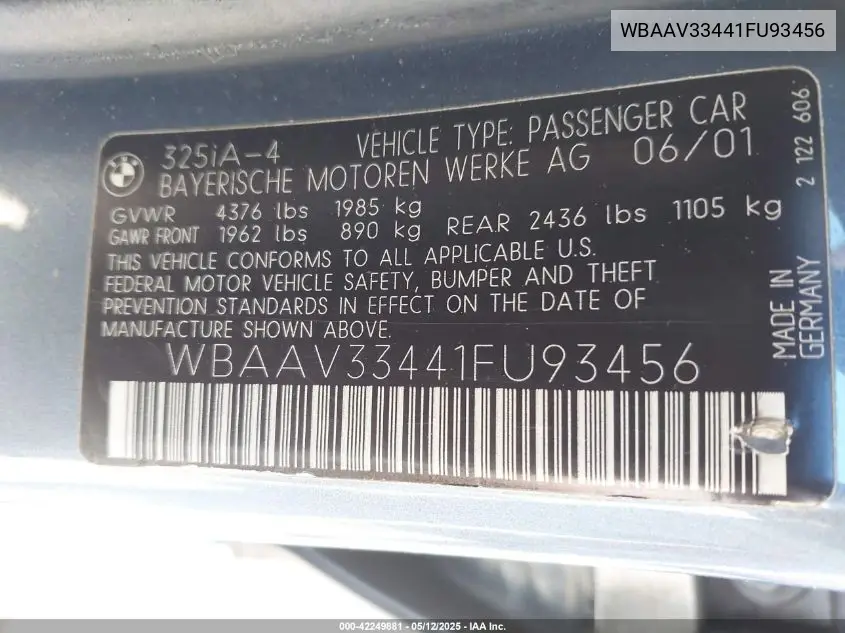 WBAAV33441FU93456
325iA-4 VEHICLE TYPE: PASSENGER CAR
BAYERISCHE MOTOREN WERKE AG 06/01
GVWR 4376 lbs 1985 kg
GAWR FRONT 1962 lbs 890 kg REAR 2436 lbs 1105 kg
THIS VEHICLE CONFORMS TO ALL APPLICABLE U.S.
FEDERAL MOTOR VEHICLE SAFETY, BUMPER AND THEFT
PREVENTION STANDARDS IN EFFECT ON THE DATE OF
MANUFACTURE SHOWN ABOVE.
WBAAV33441FU93456
2 122 606
MADE IN
GERMANY
BMW
000-42249881 - 05/12/2025 - IAA Inc.